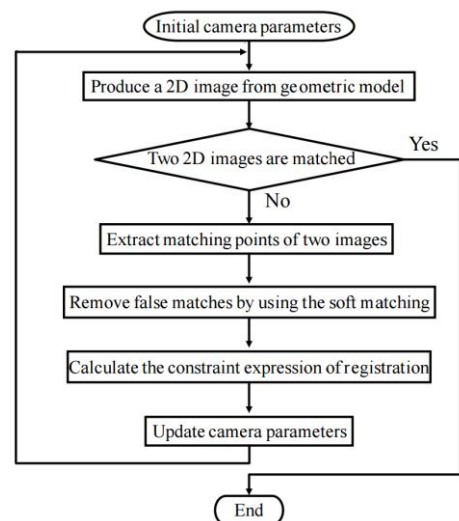 Initial camera parameters
Produce a 2D image from geometric model
Two 2D images are matched
Yes
No
Extract matching points of two images
Remove false matches by using the soft matching
Calculate the constraint expression of registration
Update camera parameters
End